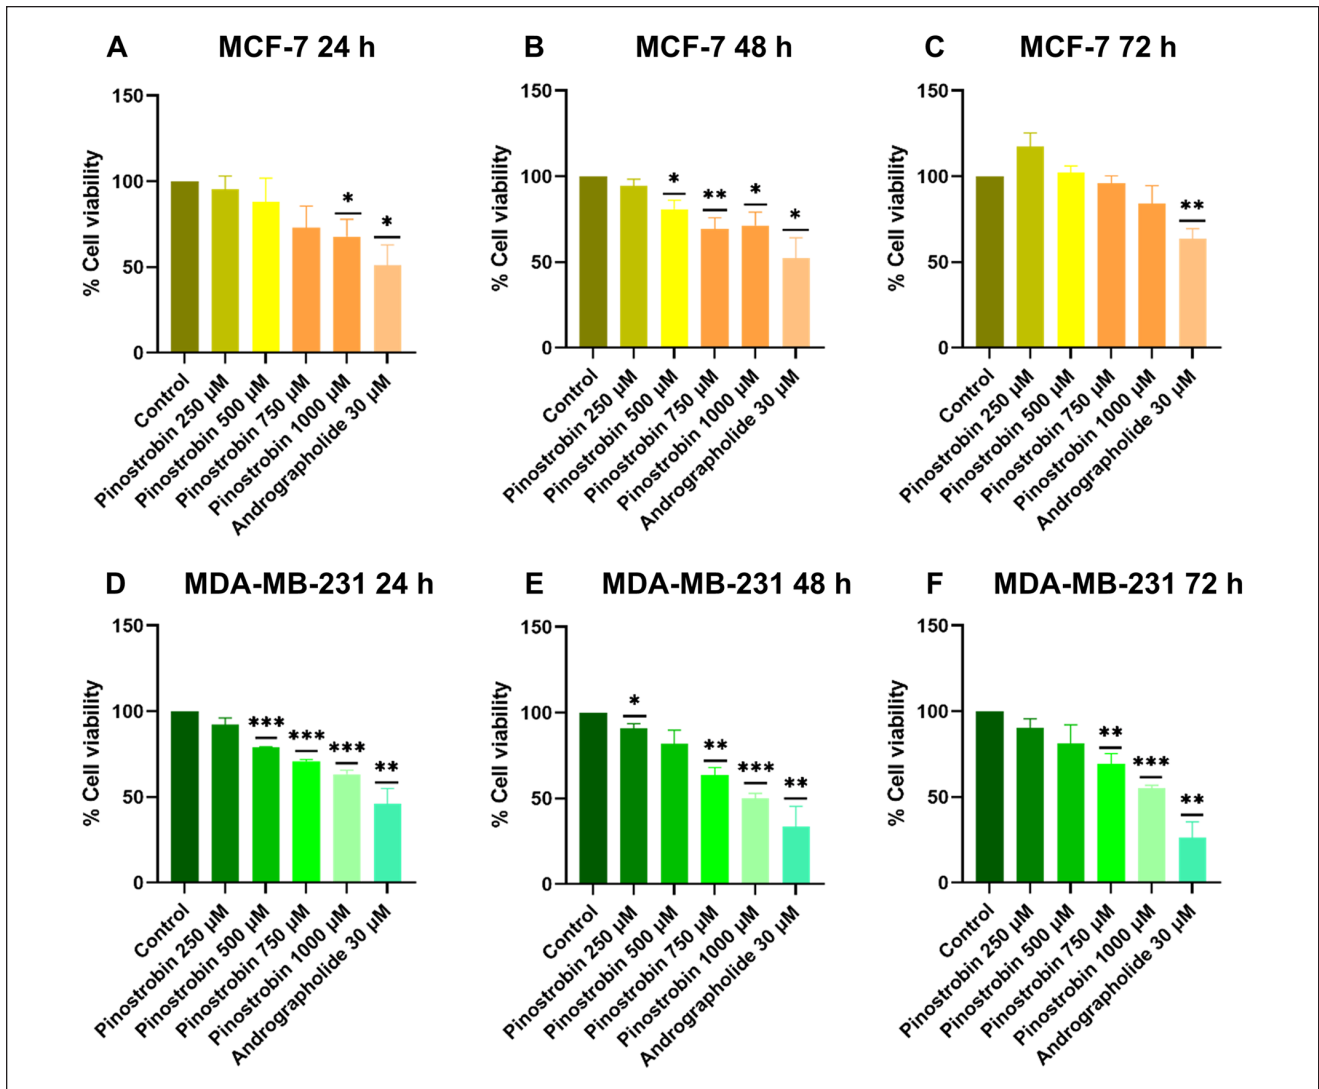 A MCF-7 24 h
150
100
50
0
% Cell viability
*
*
Control
Pinostrobin 250 μM
Pinostrobin 500 μM
Pinostrobin 750 μM
Pinostrobin 1000 μM
Andrographolide 30 μM
B MCF-7 48 h
150
100
50
0
% Cell viability
*
**
*
*
Control
Pinostrobin 250 μM
Pinostrobin 500 μM
Pinostrobin 750 μM
Pinostrobin 1000 μM
Andrographolide 30 μM
C MCF-7 72 h
150
100
50
0
% Cell viability
**
Control
Pinostrobin 250 μM
Pinostrobin 500 μM
Pinostrobin 750 μM
Pinostrobin 1000 μM
Andrographolide 30 μM
D MDA-MB-231 24 h
150
100
50
0
% Cell viability
***
***
***
**
Control
Pinostrobin 250 μM
Pinostrobin 500 μM
Pinostrobin 750 μM
Pinostrobin 1000 μM
Andrographolide 30 μM
E MDA-MB-231 48 h
150
100
50
0
% Cell viability
*
**
***
**
Control
Pinostrobin 250 μM
Pinostrobin 500 μM
Pinostrobin 750 μM
Pinostrobin 1000 μM
Andrographolide 30 μM
F MDA-MB-231 72 h
150
100
50
0
% Cell viability
**
***
**
Control
Pinostrobin 250 μM
Pinostrobin 500 μM
Pinostrobin 750 μM
Pinostrobin 1000 μM
Andrographolide 30 μM